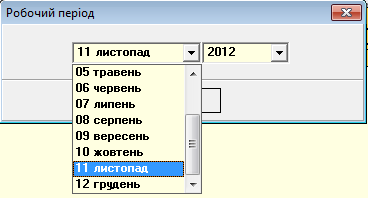 Робочий період
11 листопад 2012
05 травень
06 червень
07 липень
08 серпень
09 вересень
10 жовтень
11 листопад
12 грудень